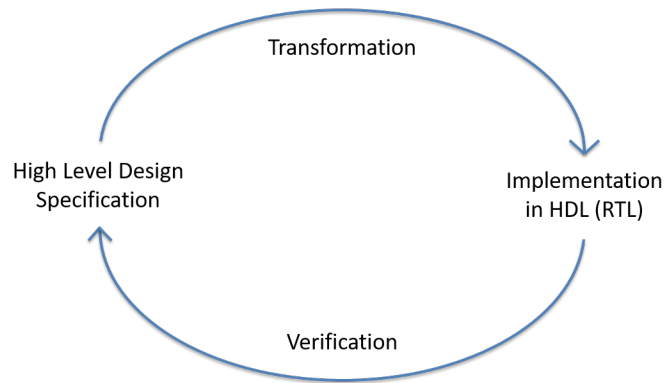 Transformation
High Level Design
Specification
Implementation
in HDL (RTL)
Verification